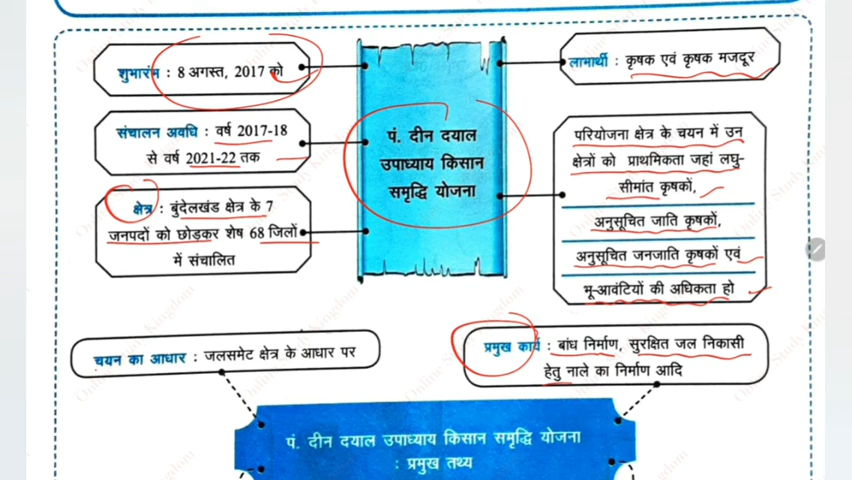 शुभारंभ : 8 अगस्त, 2017 को
संचालन अवधि : वर्ष 2017-18
से वर्ष 2021-22 तक
क्षेत्र : बुंदेलखंड क्षेत्र के 7
जनपदों को छोड़कर शेष 68 जिलों
में संचालित
पं. दीन दयाल
उपाध्याय किसान
समृद्धि योजना
लाभार्थी : कृषक एवं कृषक मजदूर
परियोजना क्षेत्र के चयन में उन
क्षेत्रों को प्राथमिकता जहां लघु-
सीमांत कृषकों,
अनुसूचित जाति कृषकों,
अनुसूचित जनजाति कृषकों एवं
भू-आवंटियों की अधिकता हो
चयन का आधार : जलसमेट क्षेत्र के आधार पर
प्रमुख कार्य : बांध निर्माण, सुरक्षित जल निकासी
हेतु नाले का निर्माण आदि
पं. दीन दयाल उपाध्याय किसान समृद्धि योजना
: प्रमुख तथ्य